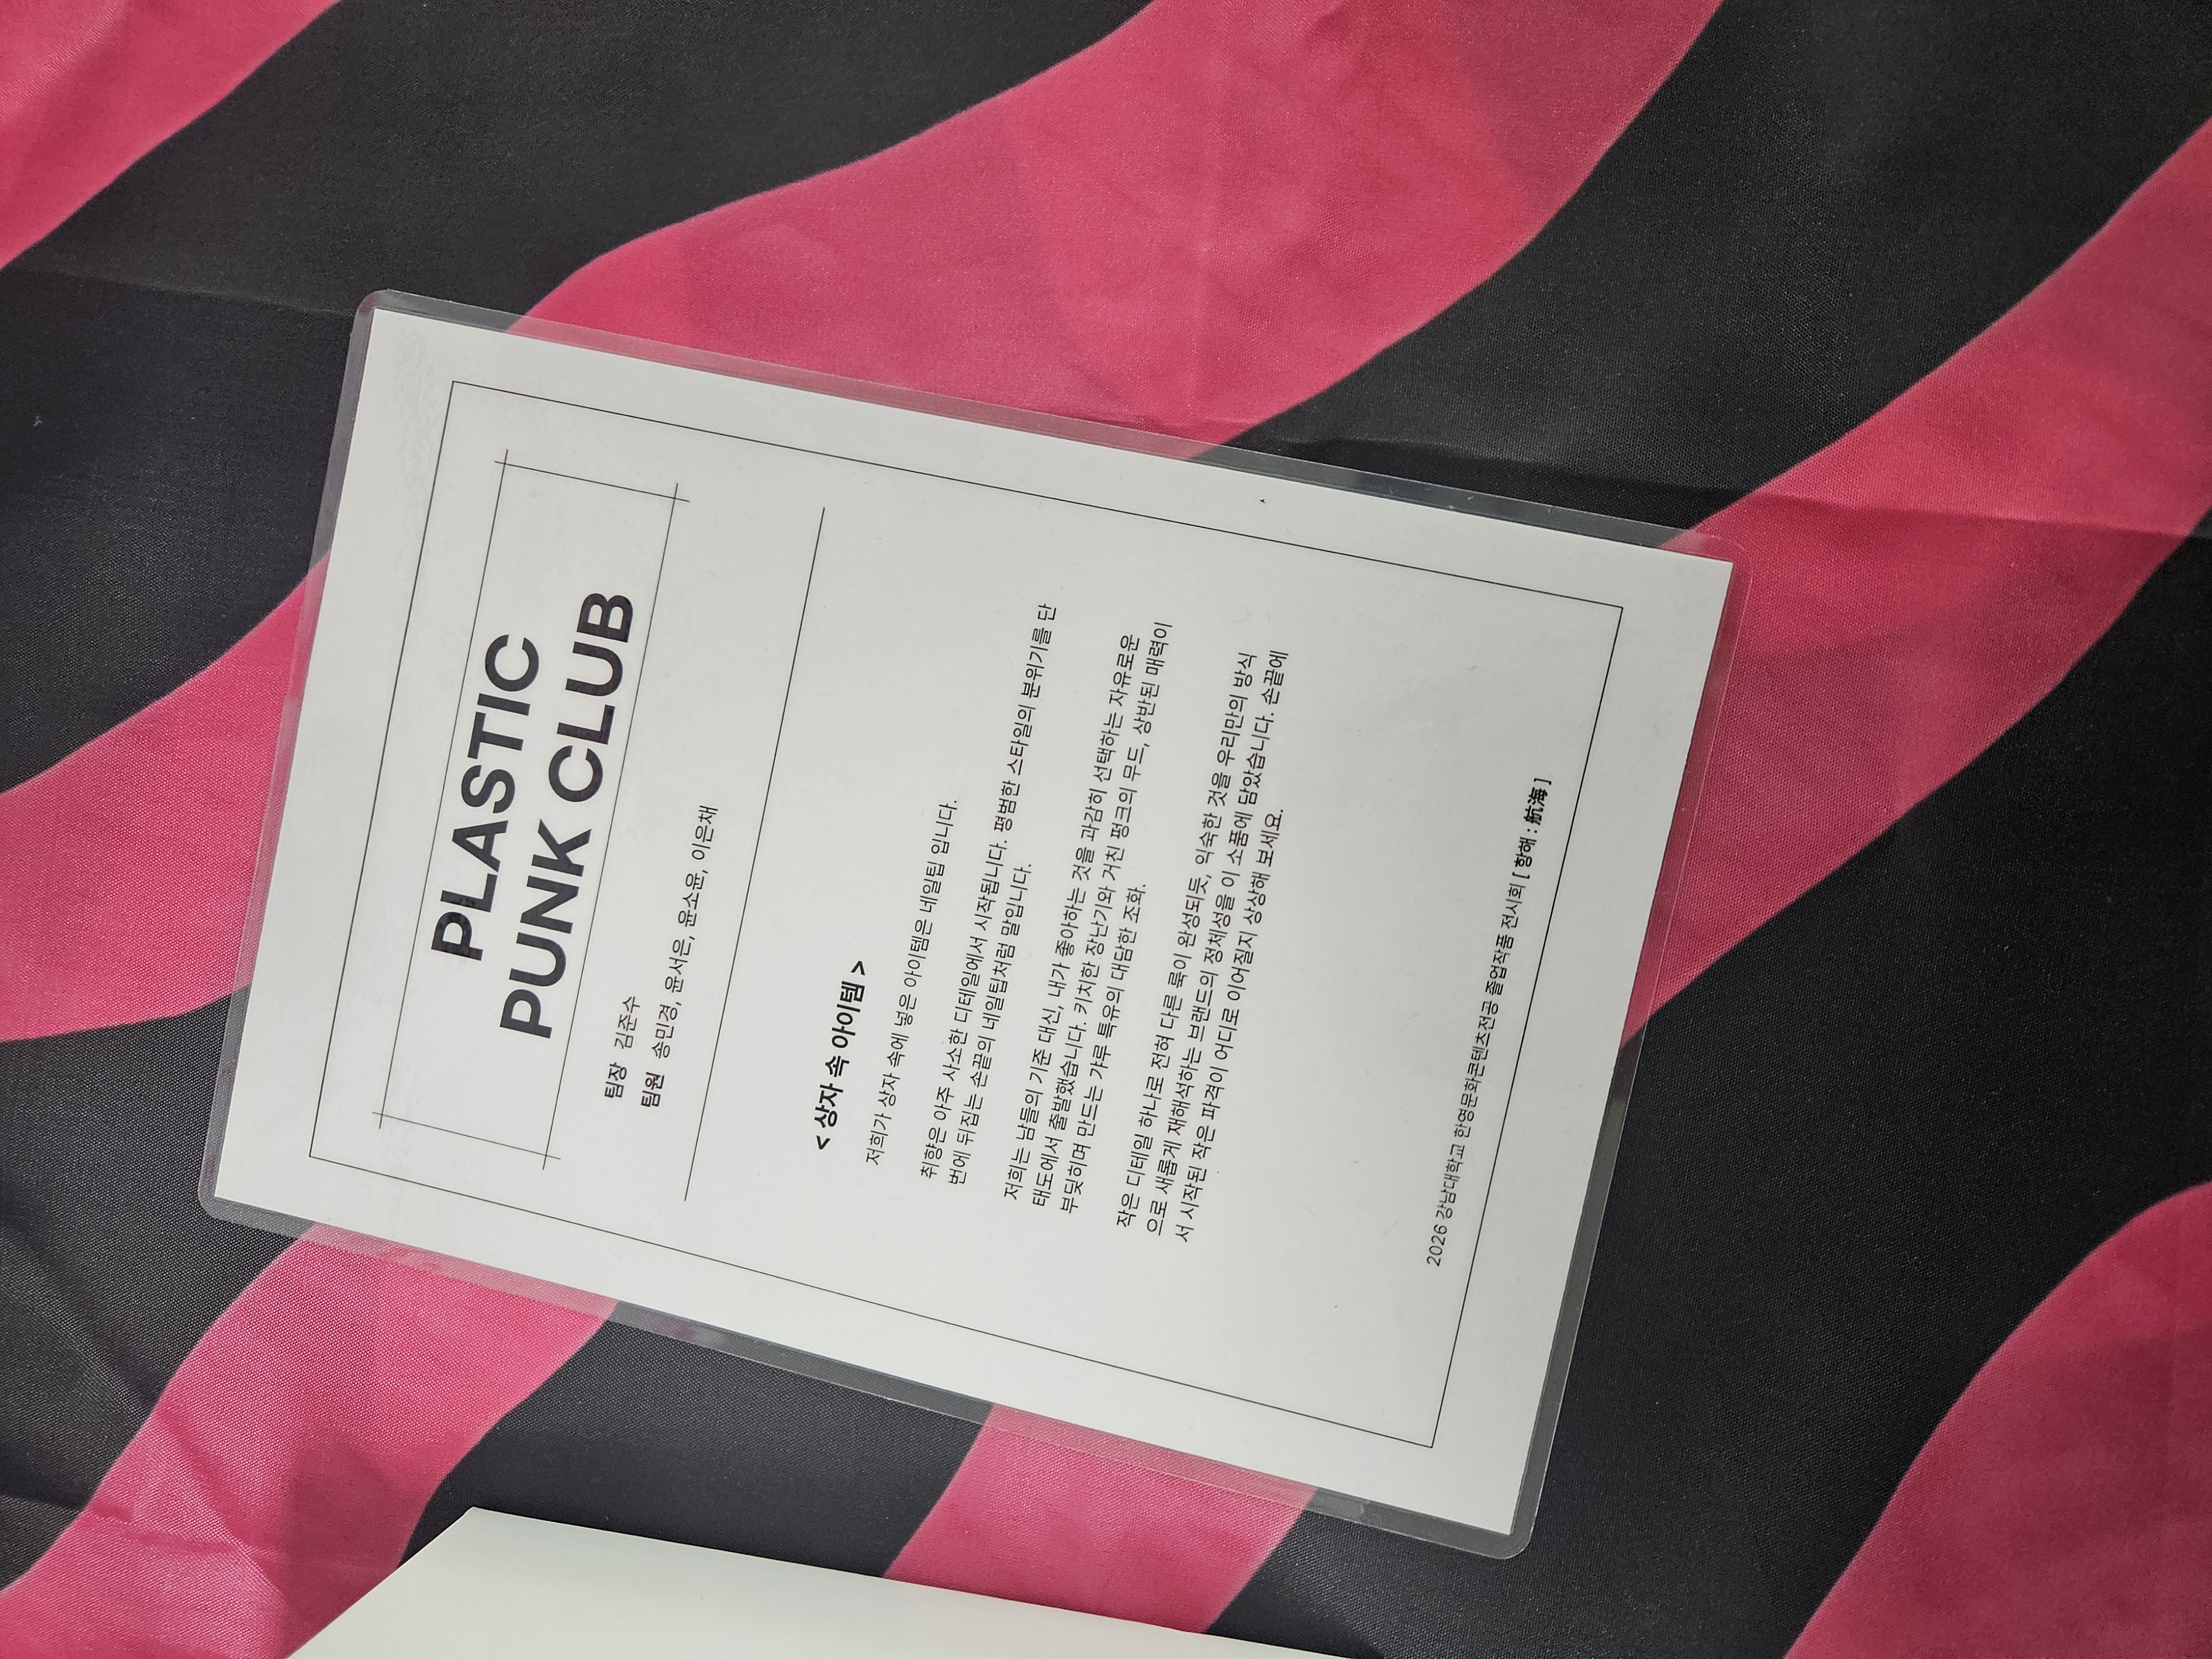 PLASTIC
PUNK CLUB
팀장 김준수
팀원 송민경, 윤서은, 윤소윤, 이은채
< 상자 속 아이템 >
저희가 상자 속에 넣은 아이템은 네일팁 입니다.
취향은 아주 사소한 디테일에서 시작됩니다. 평범한 스타일의 분위기를 단
번에 뒤집는 손끝의 네일팁처럼 말입니다.
저희는 남들의 기준 대신, 내가 좋아하는 것을 과감히 선택하는 자유로운
태도에서 출발했습니다. 키치한 장난기와 거친 펑크의 무드, 상반된 매력이
부딪히며 만드는 갸루 특유의 대담한 조화.
작은 디테일 하나로 전혀 다른 룩이 완성되듯, 익숙한 것을 우리만의 방식
으로 새롭게 재해석하는 브랜드의 정체성을 이 소품에 담았습니다. 손끝에
서 시작된 작은 파격이 어디로 이어질지 상상해 보세요.
2026 강남대학교 한영문화콘텐츠전공 졸업작품 전시회 [ 항해 : 航海 ]